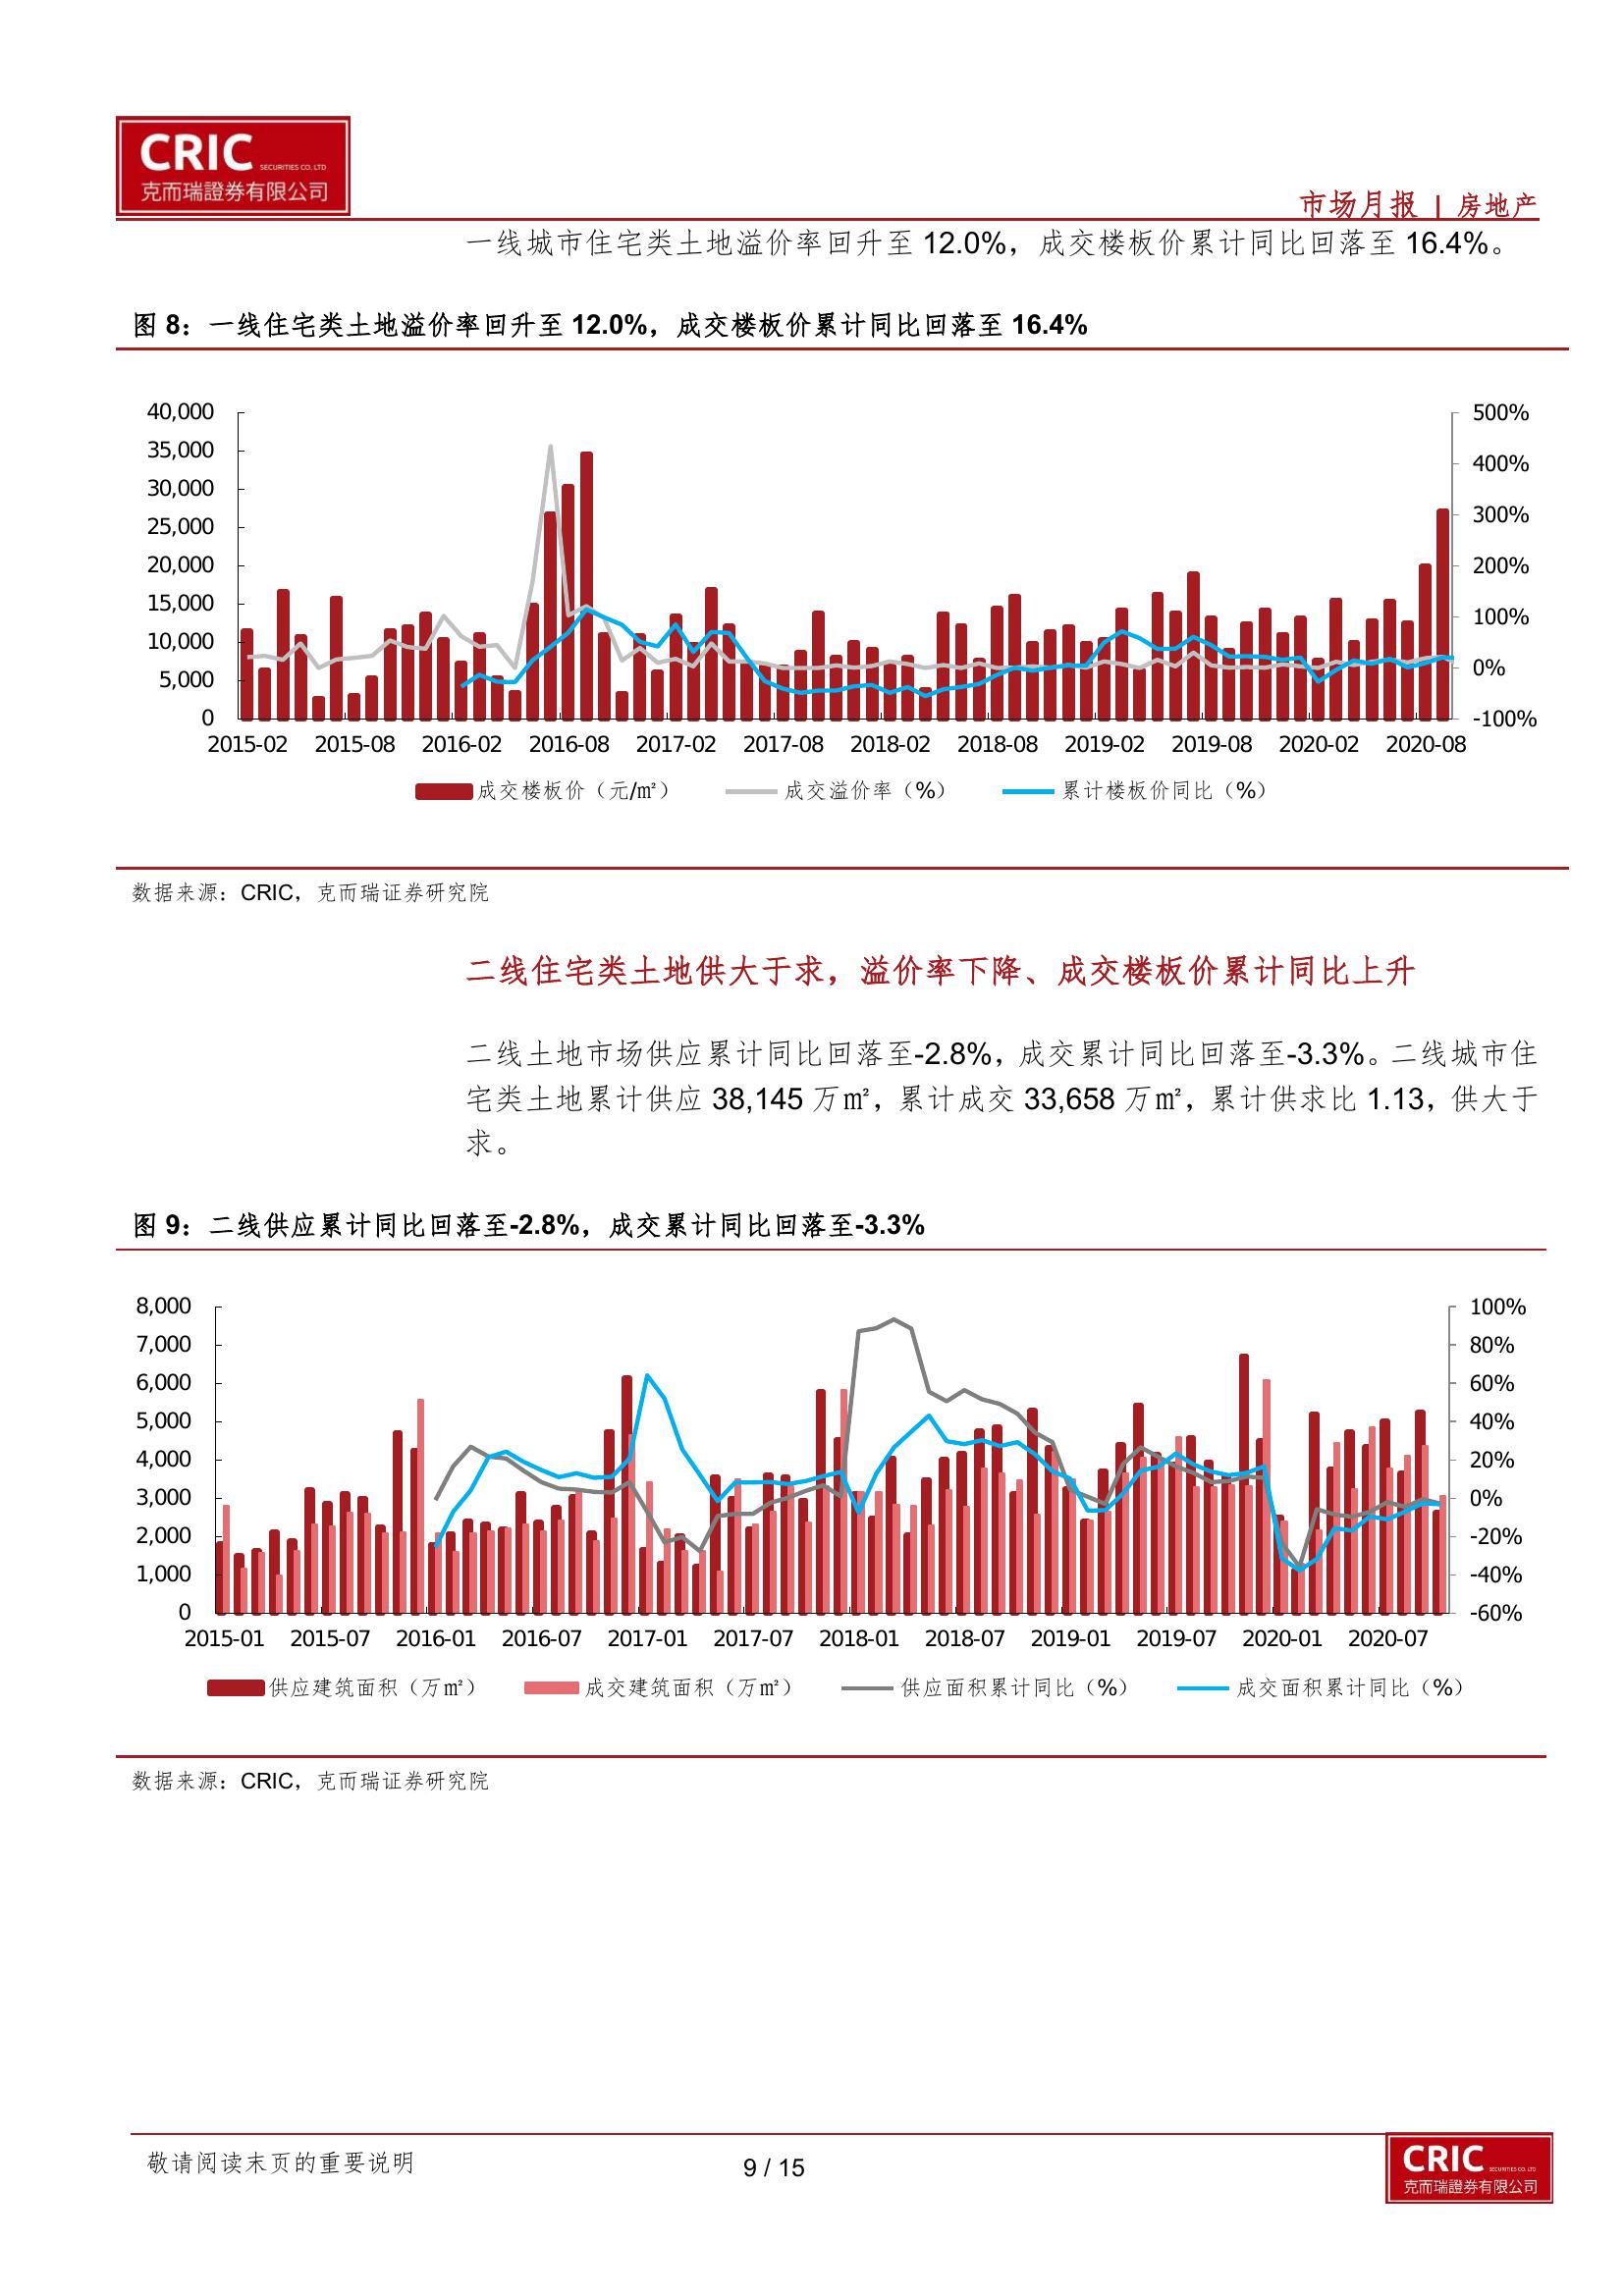 CRIC SECURITIES CO. LTD
克而瑞證券有限公司
市场月报 | 房地产
一线城市住宅类土地溢价率回升至 12.0%，成交楼板价累计同比回落至 16.4%。
图 8：一线住宅类土地溢价率回升至 12.0%，成交楼板价累计同比回落至 16.4%
40,000 500%
35,000 400%
30,000 300%
25,000 200%
20,000 100%
15,000 0%
10,000 -100%
5,000
0
2015-02 2015-08 2016-02 2016-08 2017-02 2017-08 2018-02 2018-08 2019-02 2019-08 2020-02 2020-08
成交楼板价（元/㎡） 成交溢价率（%） 累计楼板价同比（%）
数据来源：CRIC，克而瑞证券研究院
二线住宅类土地供大于求，溢价率下降、成交楼板价累计同比上升
二线土地市场供应累计同比回落至-2.8%，成交累计同比回落至-3.3%。二线城市住
宅类土地累计供应 38,145 万㎡，累计成交 33,658 万㎡，累计供求比 1.13，供大于
求。
图 9：二线供应累计同比回落至-2.8%，成交累计同比回落至-3.3%
8,000 100%
7,000 80%
6,000 60%
5,000 40%
4,000 20%
3,000 0%
2,000 -20%
1,000 -40%
0 -60%
2015-01 2015-07 2016-01 2016-07 2017-01 2017-07 2018-01 2018-07 2019-01 2019-07 2020-01 2020-07
供应建筑面积（万㎡） 成交建筑面积（万㎡） 供应面积累计同比（%） 成交面积累计同比（%）
数据来源：CRIC，克而瑞证券研究院
敬请阅读末页的重要说明
9 / 15
CRIC SECURITIES CO. LTD
克而瑞證券有限公司